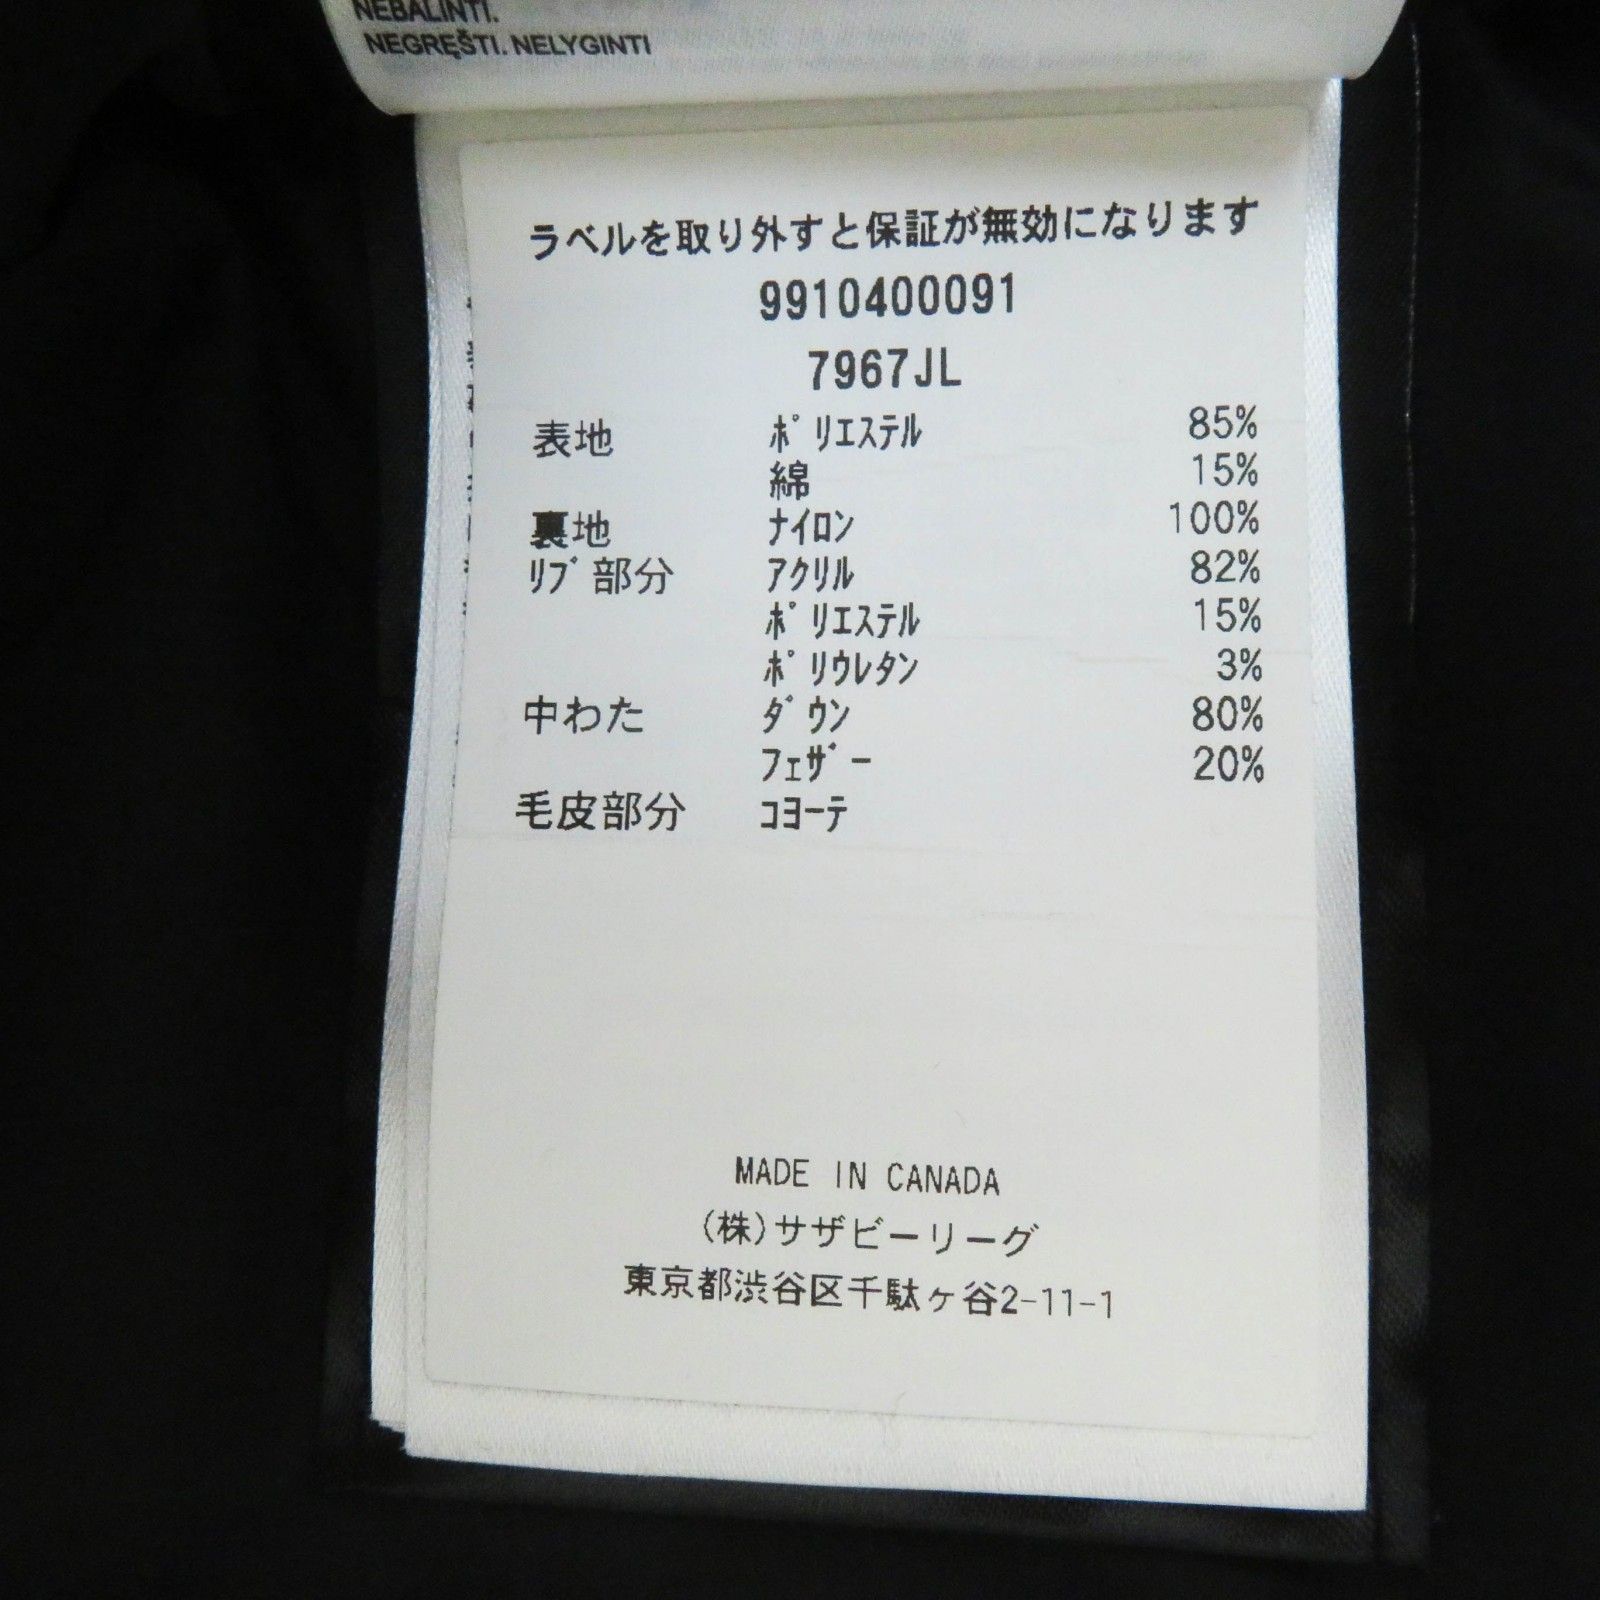 NEBALINTI.
NEGRĘŠTI. NELYGINTI
ラベルを取り外すと保証が無効になります
9910400091
7967JL
表地 ﾎﾟﾘｴｽﾃﾙ 85%
綿 15%
裏地 ﾅｲﾛﾝ 100%
ﾘﾌﾞ部分 ｱｸﾘﾙ 82%
ﾎﾟﾘｴｽﾃﾙ 15%
ﾎﾟﾘｳﾚﾀﾝ 3%
中わた ﾀﾞｳﾝ 80%
ﾌｪｻﾞｰ 20%
毛皮部分 ｺﾖｰﾃ
MADE IN CANADA
(株)サザビーリーグ
東京都渋谷区千駄ヶ谷2-11-1